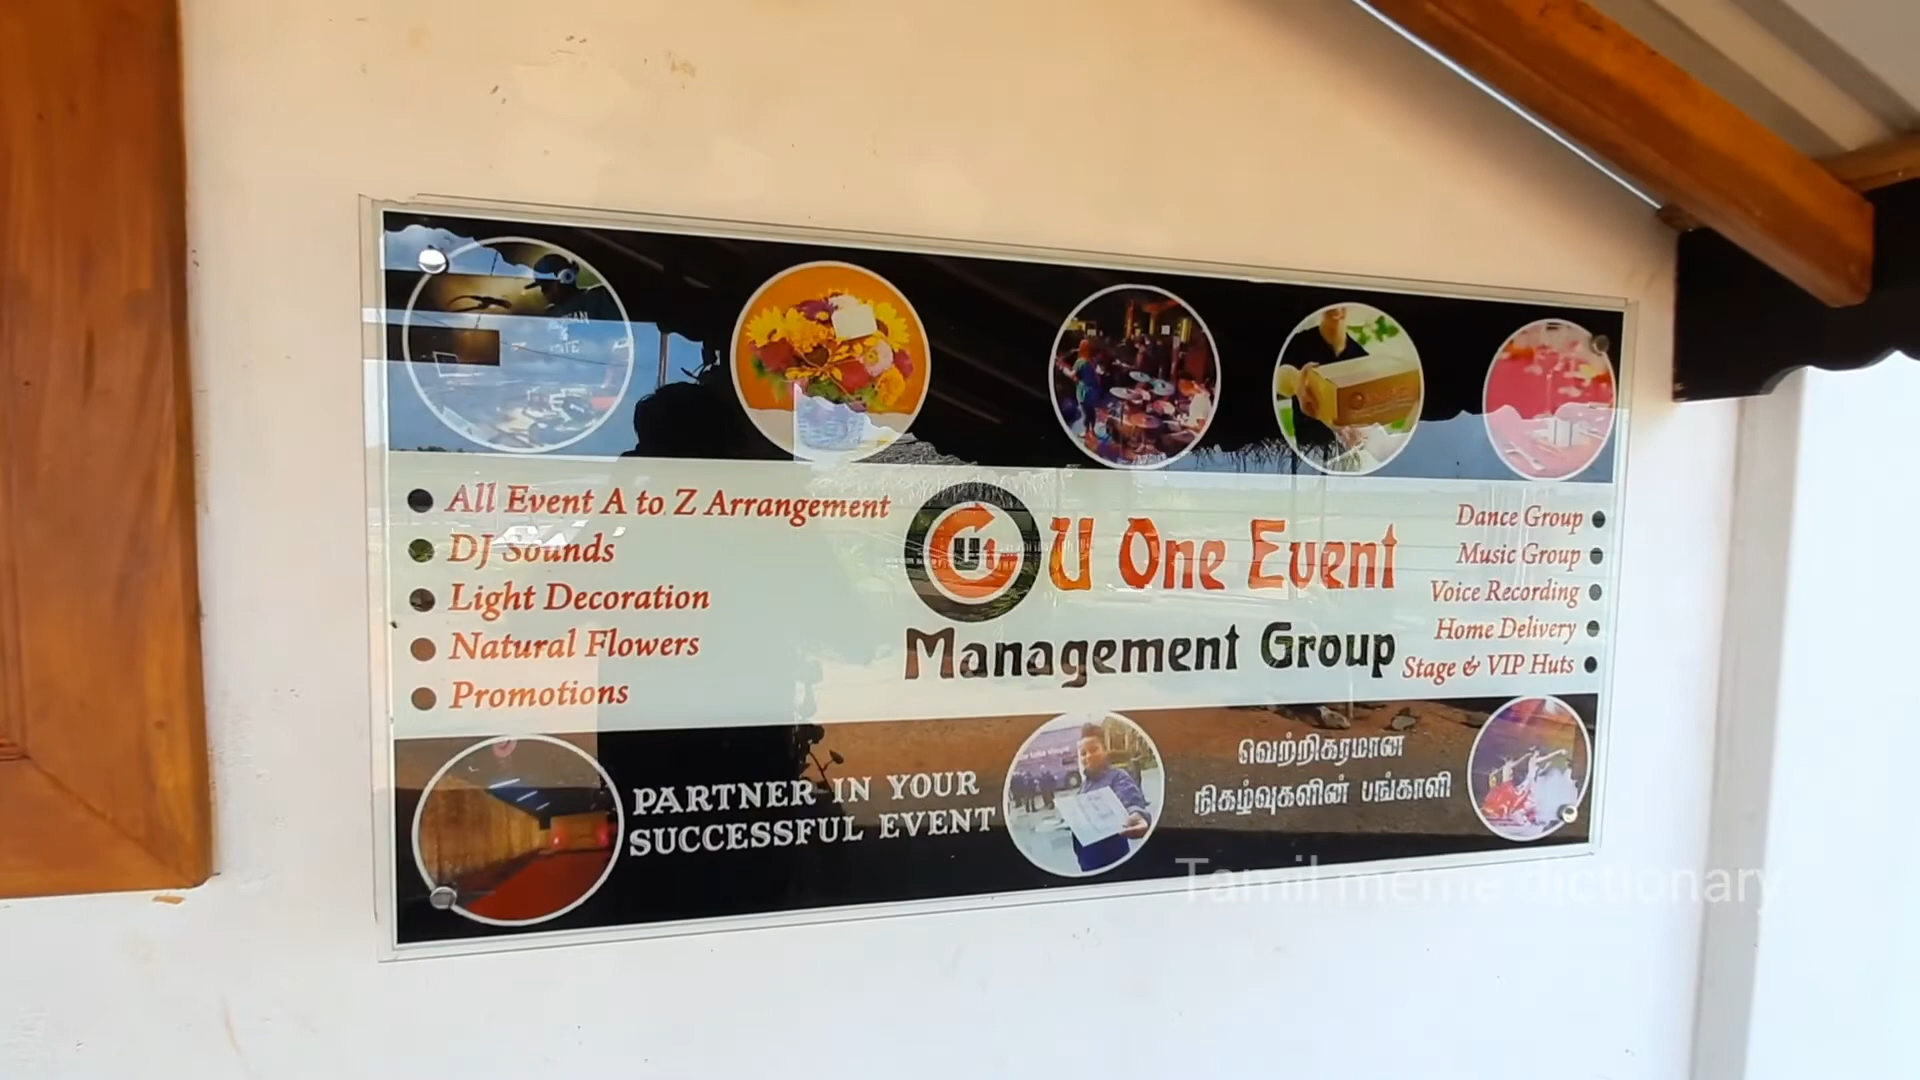 All Event A to Z Arrangement
DJ Sounds
Light Decoration
Natural Flowers
Promotions
U1
U One Event
Management Group
Dance Group
Music Group
Voice Recording
Home Delivery
Stage & VIP Huts
PARTNER IN YOUR
SUCCESSFUL EVENT
வெற்றிகரமான
நிகழ்வுகளின் பங்காளி
Tamil meme dictionary